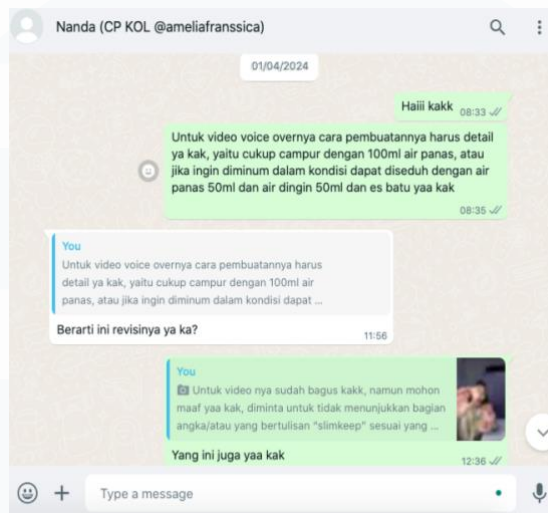 Nanda (CP KOL @ameliafranssica)
01/04/2024
Haiii kakk 08:33
Untuk video voice overnya cara pembuatannya harus detail
ya kak, yaitu cukup campur dengan 100ml air panas, atau
jika ingin diminum dalam kondisi dapat diseduh dengan air
panas 50ml dan air dingin 50ml dan es batu yaa kak
08:35
You
Untuk video voice overnya cara pembuatannya harus
detail ya kak, yaitu cukup campur dengan 100ml air
panas, atau jika ingin diminum dalam kondisi dapat ...
Berarti ini revisinya ya ka?
11:56
You
Untuk video nya sudah bagus kakk, namun mohon
maaf yaa kak, diminta untuk tidak menunjukkan bagian
angka/atau yang bertulisan "slimkeep" sesuai yang ...
Yang ini juga yaa kak
12:36
Type a message